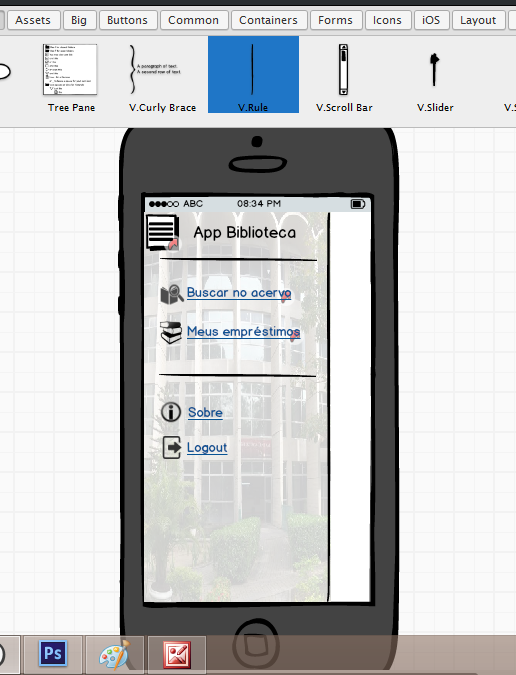 Assets Big Buttons Common Containers Forms Icons iOS Layout
A paragraph of text.
A second row of text.
Tree Pane V.Curly Brace V.Rule V.Scroll Bar V.Slider
ABC 08:34 PM
App Biblioteca
Buscar no acervo
Meus empréstimos
Sobre
Logout
Ps